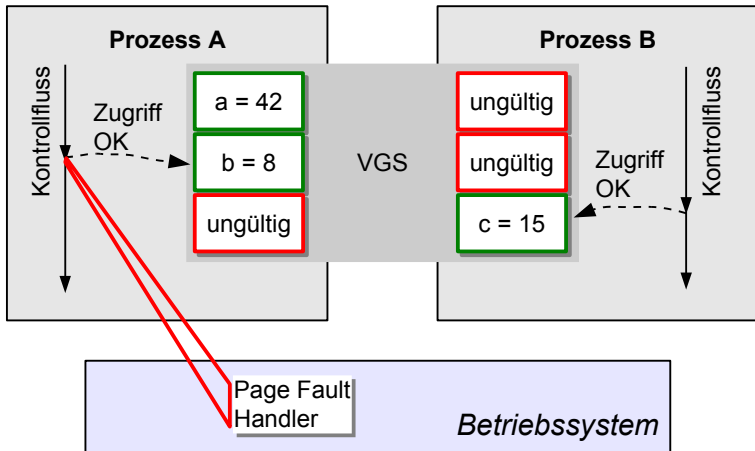 Prozess A
Kontrollfluss
Zugriff
OK
a = 42
b = 8
ungültig
VGS
Prozess B
ungültig
ungültig
c = 15
Zugriff
OK
Kontrollfluss
Page Fault
Handler
Betriebssystem